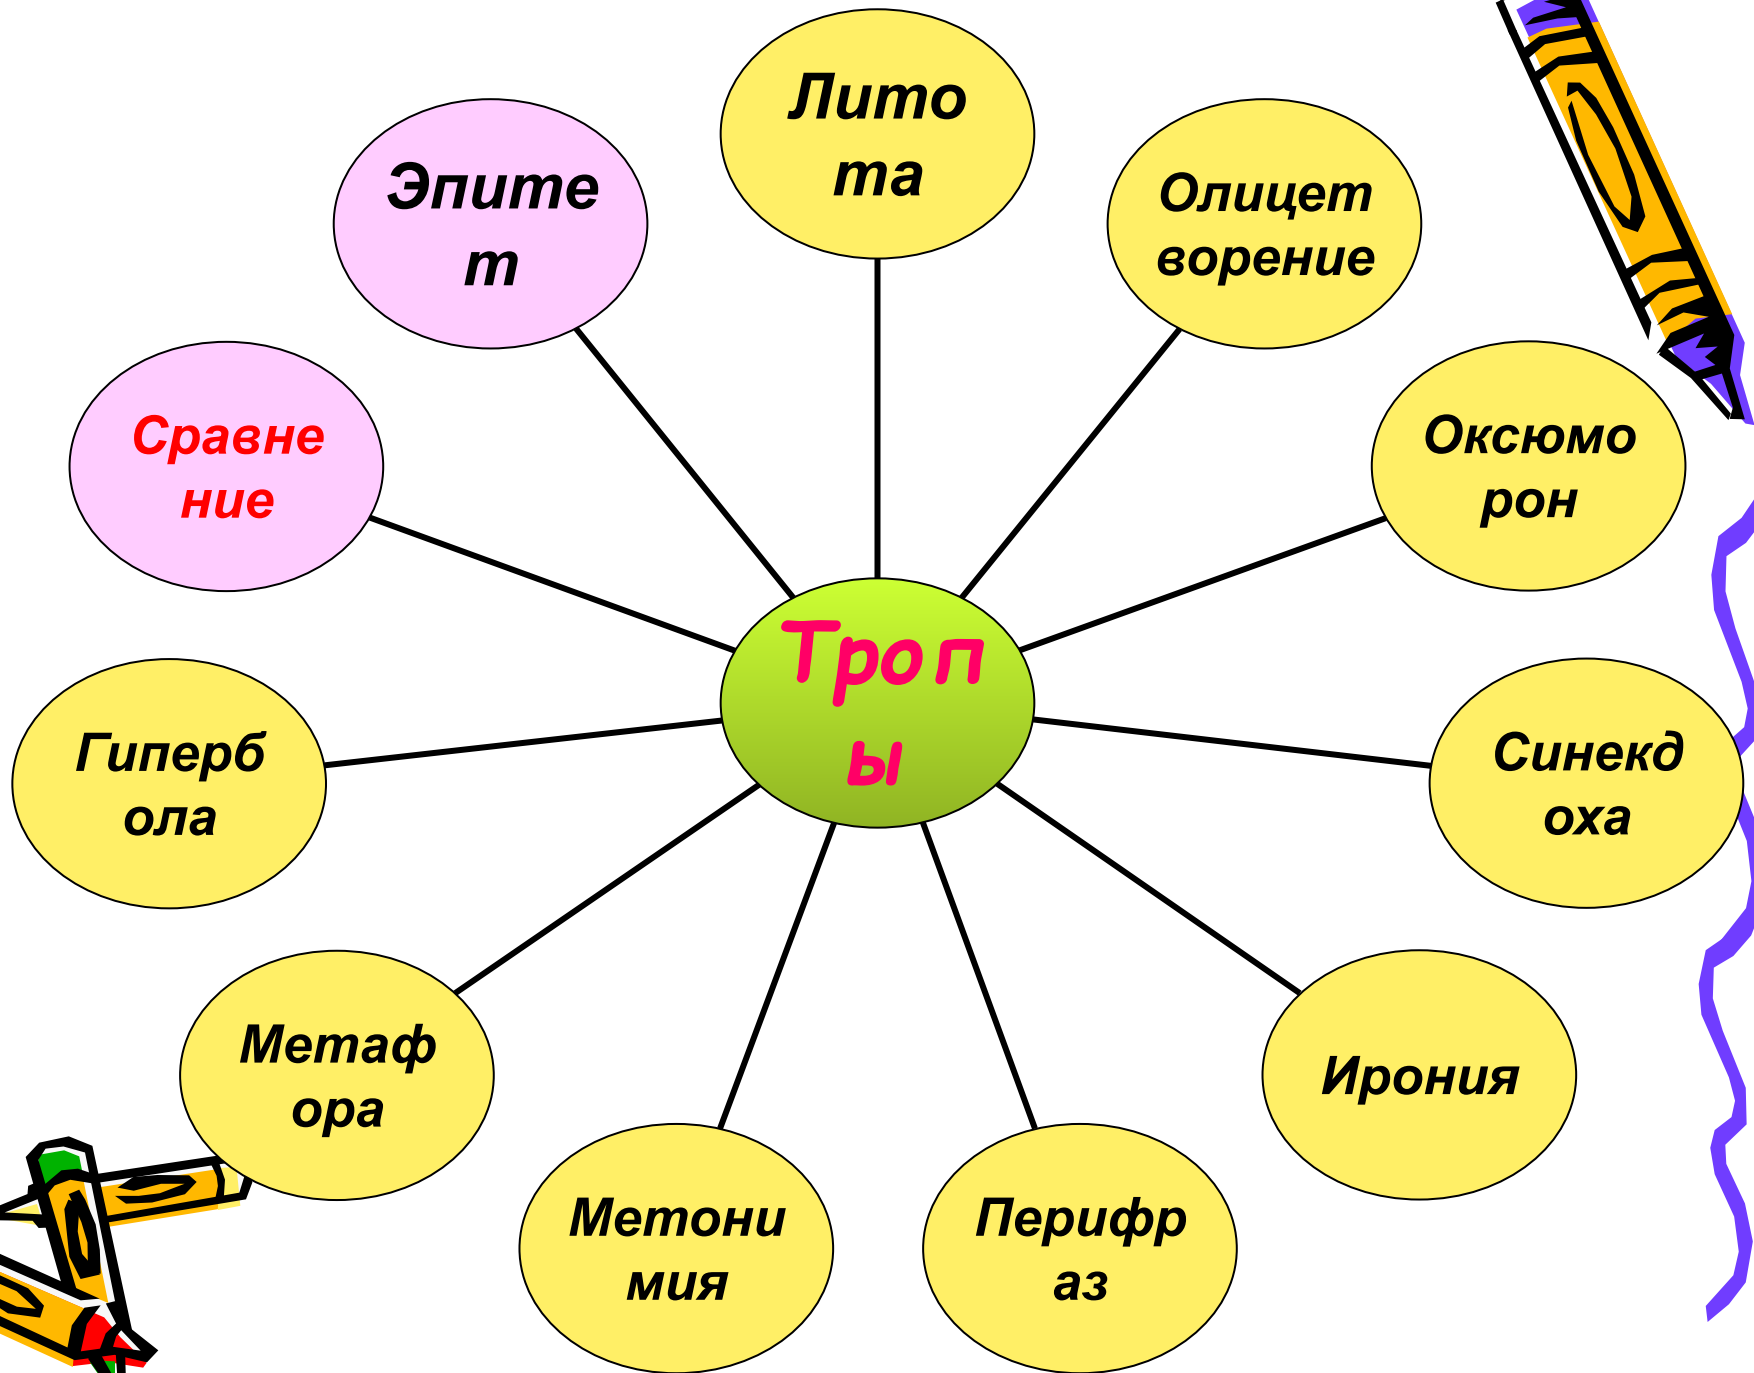 Лито
та
Эпите
т
Олицет
ворение
Сравне
ние
Оксюмо
рон
Троп
ы
Гиперб
ола
Синекд
оха
Метаф
ора
Ирония
Метони
мия
Перифр
аз